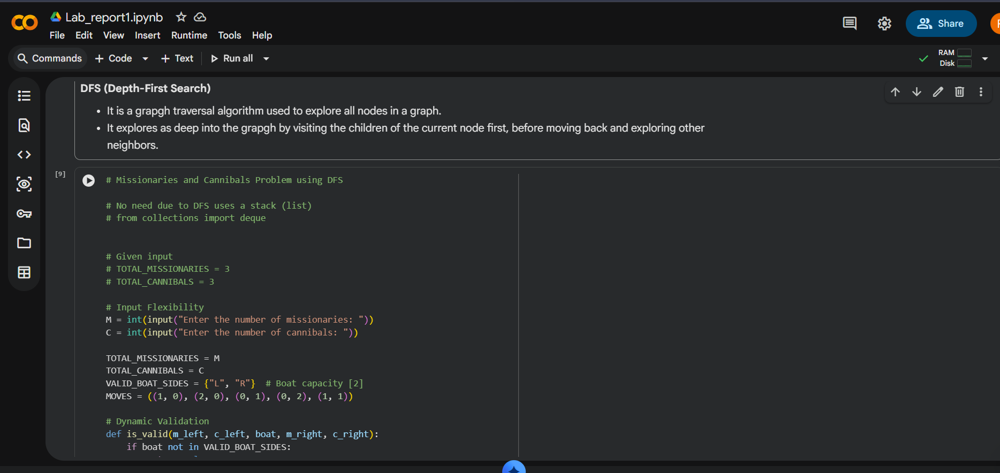 Lab_report1.ipynb
File Edit View Insert Runtime Tools Help
Share
Commands + Code + Text Run all
RAM
Disk
DFS (Depth-First Search)
• It is a grapgh traversal algorithm used to explore all nodes in a graph.
• It explores as deep into the grapgh by visiting the children of the current node first, before moving back and exploring other
neighbors.
[9]
# Missionaries and Cannibals Problem using DFS
# No need due to DFS uses a stack (list)
# from collections import deque
# Given input
# TOTAL_MISSIONARIES = 3
# TOTAL_CANNIBALS = 3
# Input Flexibility
M = int(input("Enter the number of missionaries: "))
C = int(input("Enter the number of cannibals: "))
TOTAL_MISSIONARIES = M
TOTAL_CANNIBALS = C
VALID_BOAT_SIDES = {"L", "R"}  # Boat capacity [2]
MOVES = ((1, 0), (2, 0), (0, 1), (0, 2), (1, 1))
# Dynamic Validation
def is_valid(m_left, c_left, boat, m_right, c_right):
    if boat not in VALID_BOAT_SIDES: